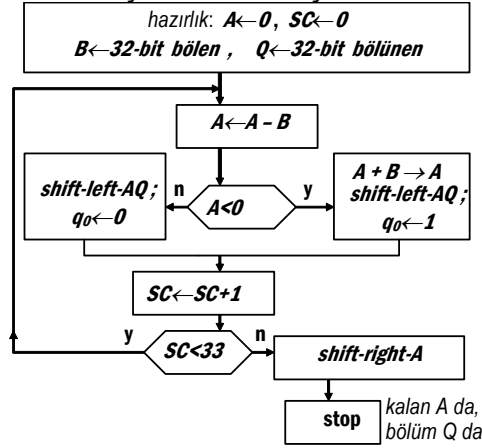 hazırlık: A←0 , SC←0
B←32-bit bölen , Q←32-bit bölünen
A←A – B
n
A<0
y
shift-left-AQ ;
q₀←0
A + B → A
shift-left-AQ ;
q₀←1
SC←SC+1
y
SC<33
n
shift-right-A
stop
kalan A da,
bölüm Q da